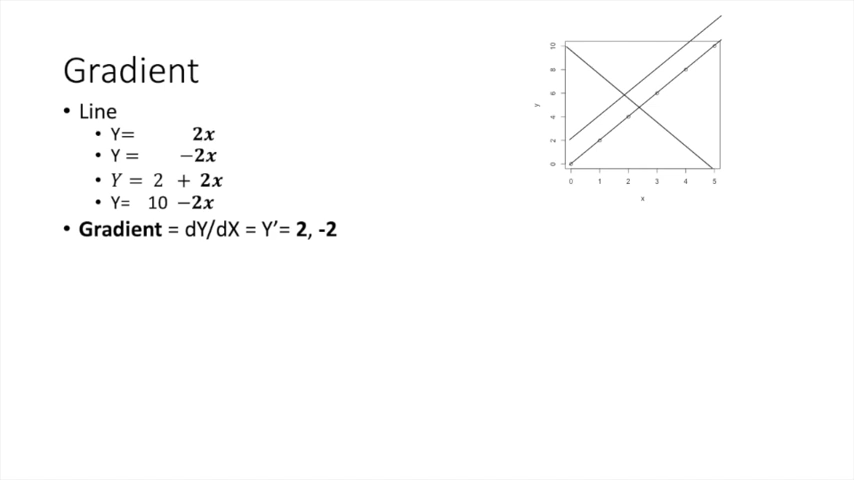 Gradient
• Line
• Y= 2x
• Y = −2x
• Y = 2 + 2x
• Y= 10 −2x
• Gradient = dY/dX = Y’= 2, -2
10
8
6
y
4
2
0
0 1 2 3 4 5
x